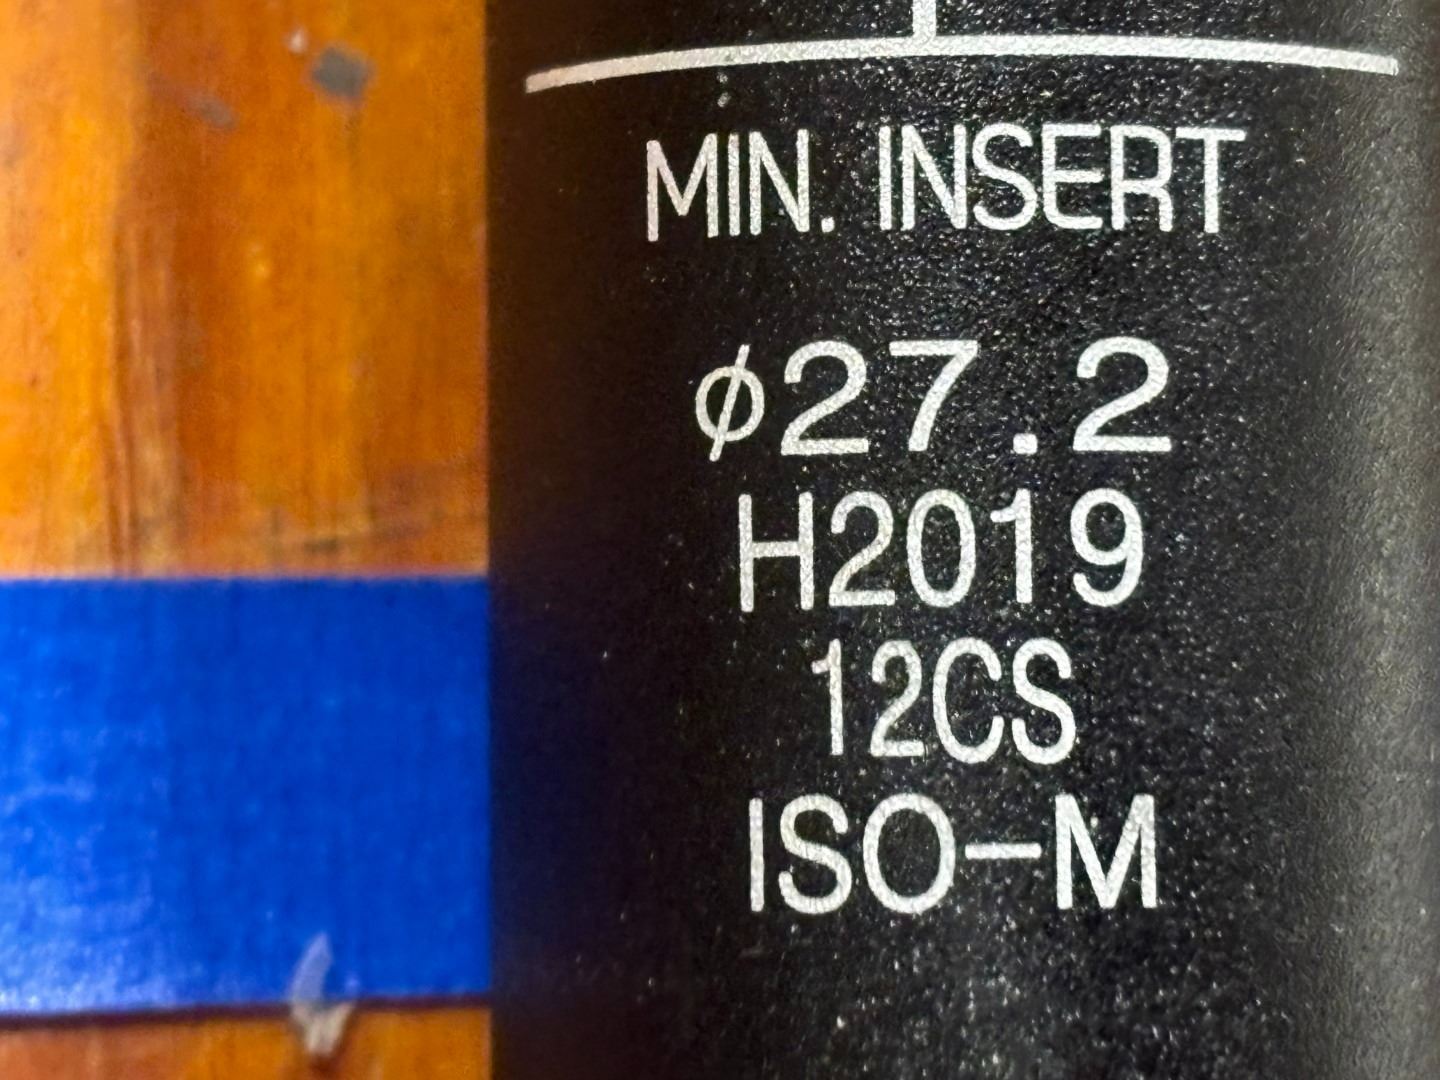 MIN. INSERT
ø27.2
H2019
12CS
ISO-M